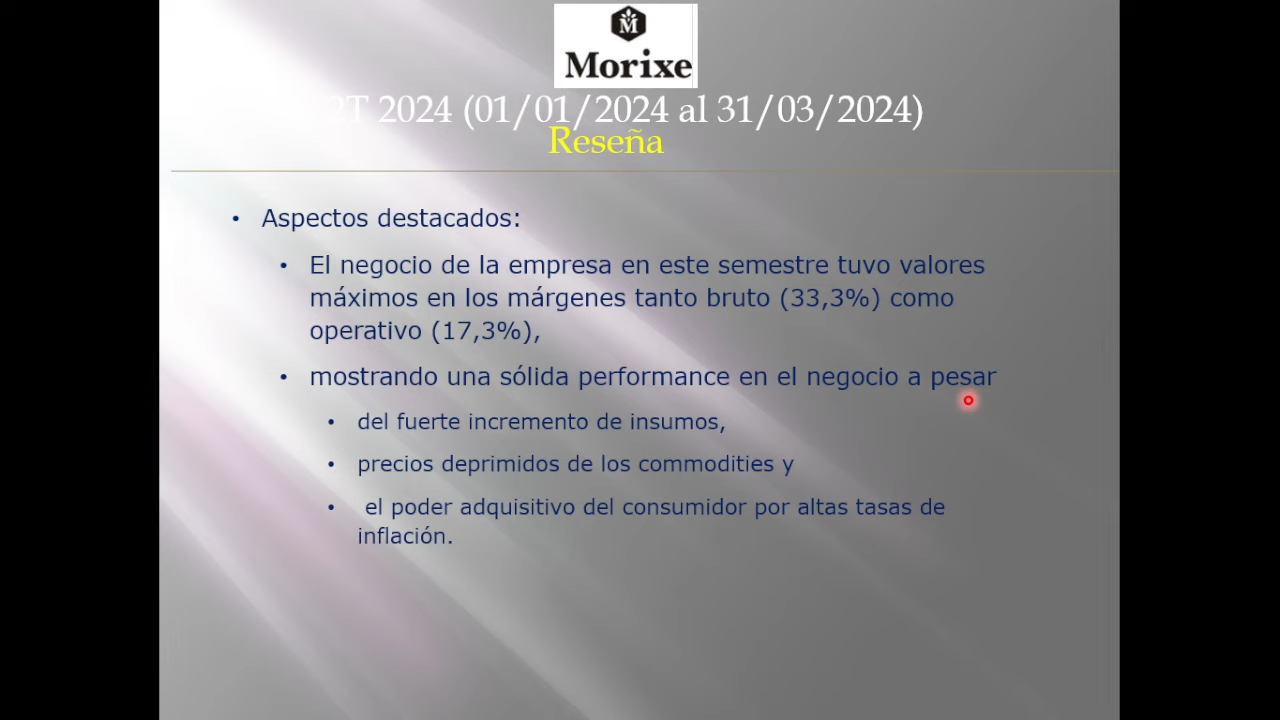 M
Morixe
2T 2024 (01/01/2024 al 31/03/2024)
Reseña
• Aspectos destacados:
• El negocio de la empresa en este semestre tuvo valores
máximos en los márgenes tanto bruto (33,3%) como
operativo (17,3%),
• mostrando una sólida performance en el negocio a pesar
• del fuerte incremento de insumos,
• precios deprimidos de los commodities y
• el poder adquisitivo del consumidor por altas tasas de
inflación.